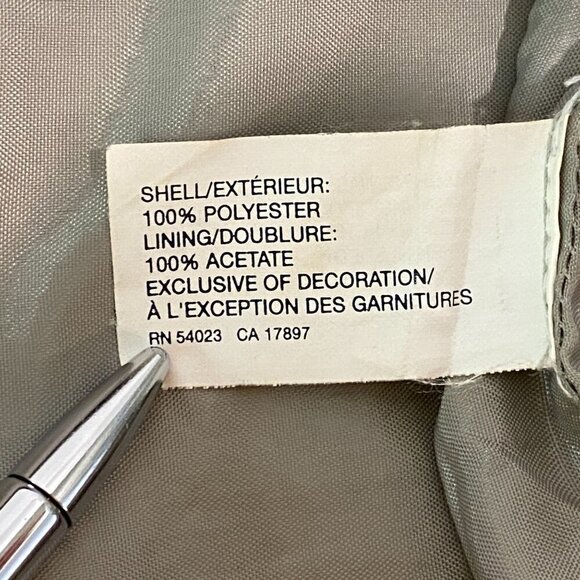 SHELL/EXTÉRIEUR:
100% POLYESTER
LINING/DOUBLURE:
100% ACETATE
EXCLUSIVE OF DECORATION/
À L'EXCEPTION DES GARNITURES
RN 54023 CA 17897